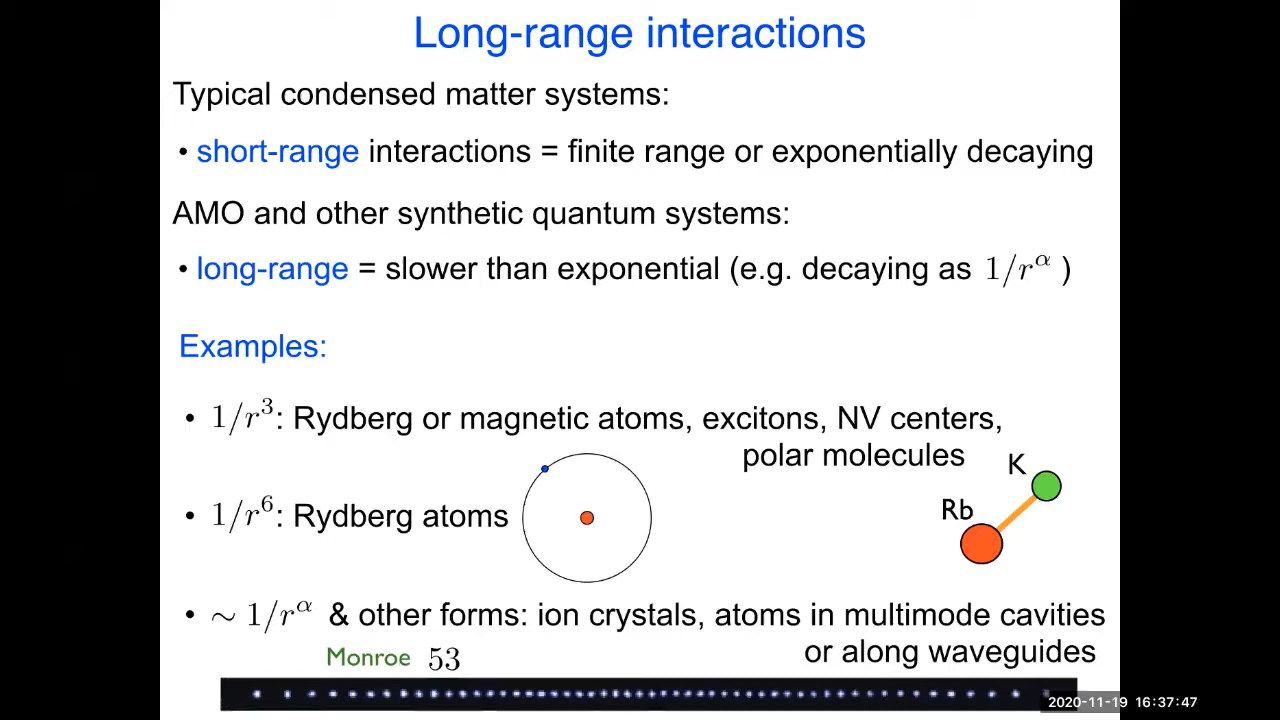 Long-range interactions
Typical condensed matter systems:
• short-range interactions = finite range or exponentially decaying
AMO and other synthetic quantum systems:
• long-range = slower than exponential (e.g. decaying as 1/r^α )
Examples:
• 1/r³: Rydberg or magnetic atoms, excitons, NV centers,
polar molecules
K
Rb
• 1/r⁶: Rydberg atoms
• ∼ 1/r^α & other forms: ion crystals, atoms in multimode cavities
or along waveguides
Monroe 53
2020-11-19 16:37:47